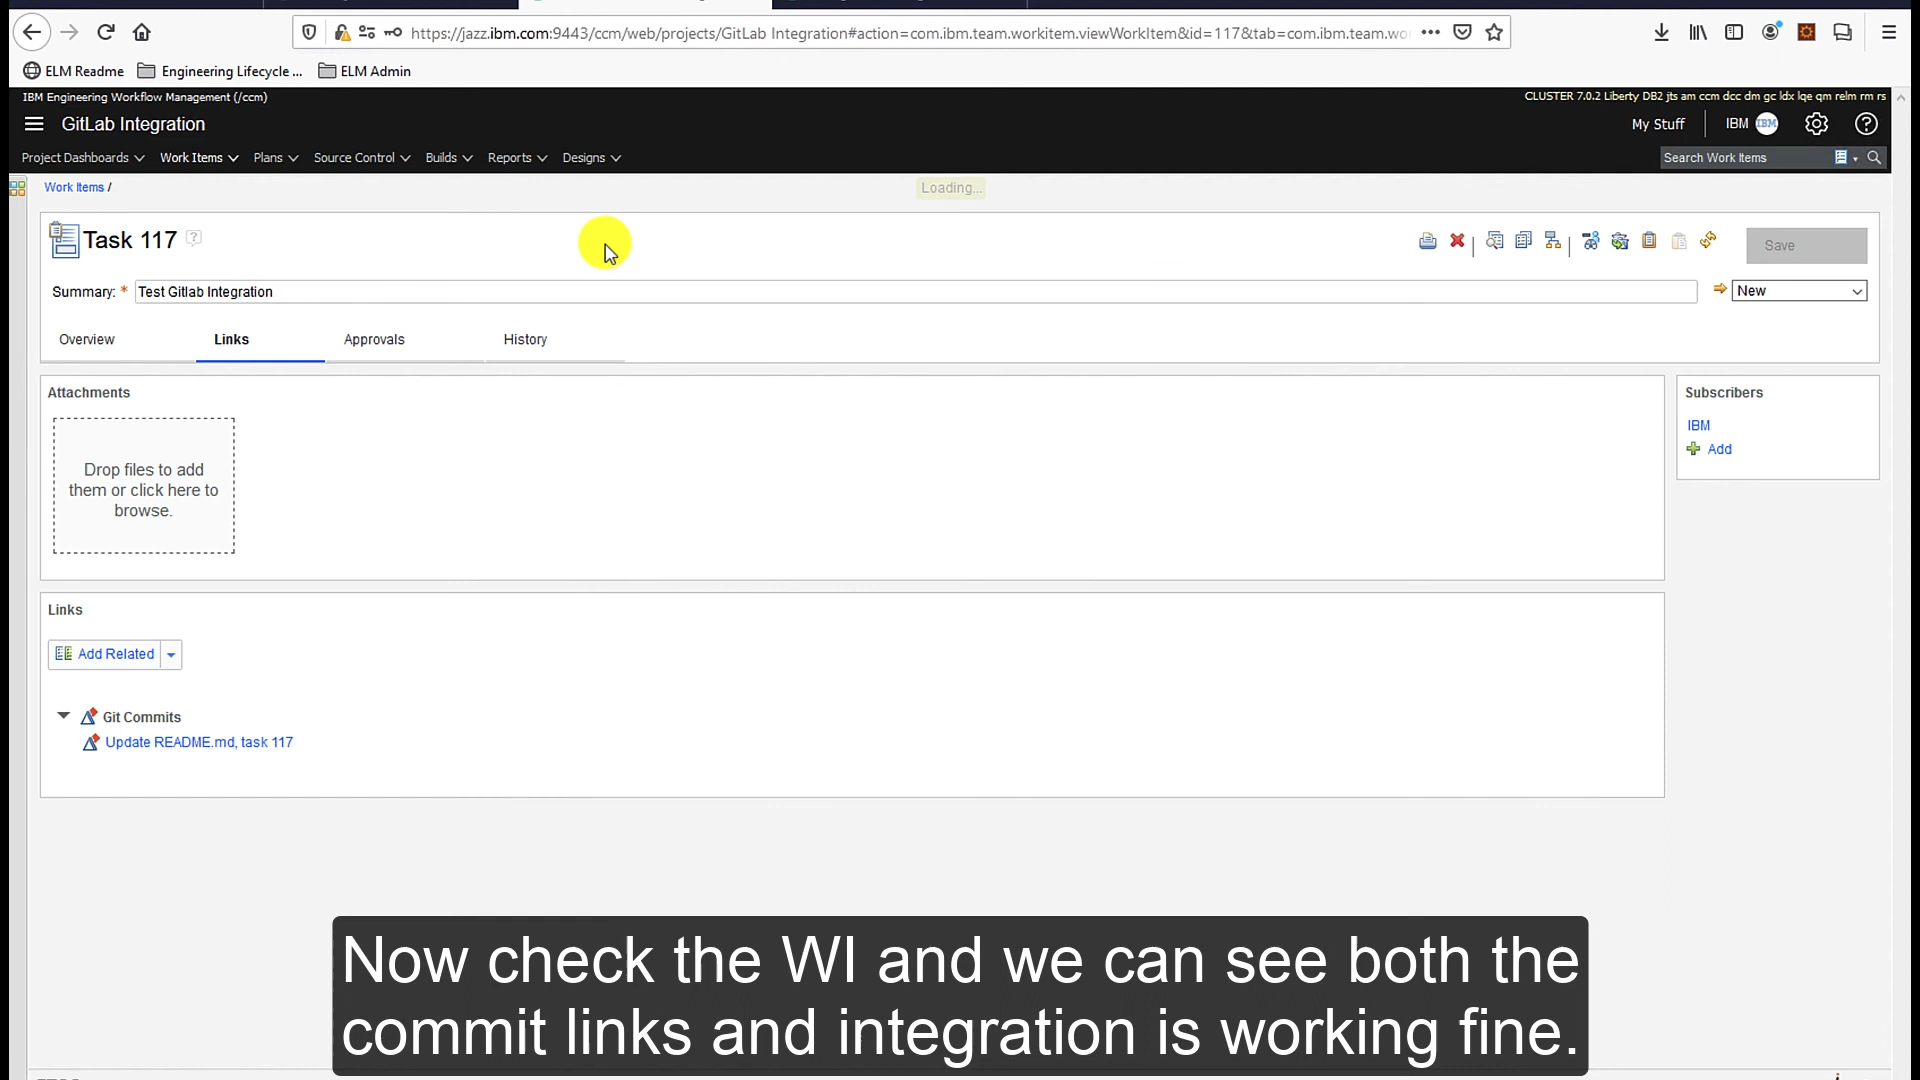 https://jazz.ibm.com:9443/ccm/web/projects/GitLab Integration#action=com.ibm.team.workitem.viewWorkItem&id=117&tab=com.ibm.team.wo
ELM Readme Engineering Lifecycle ... ELM Admin
IBM Engineering Workflow Management (/ccm) CLUSTER 7.0.2 Liberty DB2 jts am ccm dcc dm gc ldx lqe qm relm rm rs
GitLab Integration My Stuff IBM IBM
Project Dashboards Work Items Plans Source Control Builds Reports Designs Search Work Items
Work Items / Loading...
Task 117 ? Save
Summary: * Test Gitlab Integration New
Overview Links Approvals History
Attachments Subscribers
IBM
Add
Drop files to add
them or click here to
browse.
Links
Add Related
Git Commits
Update README.md, task 117
Now check the WI and we can see both the
commit links and integration is working fine.